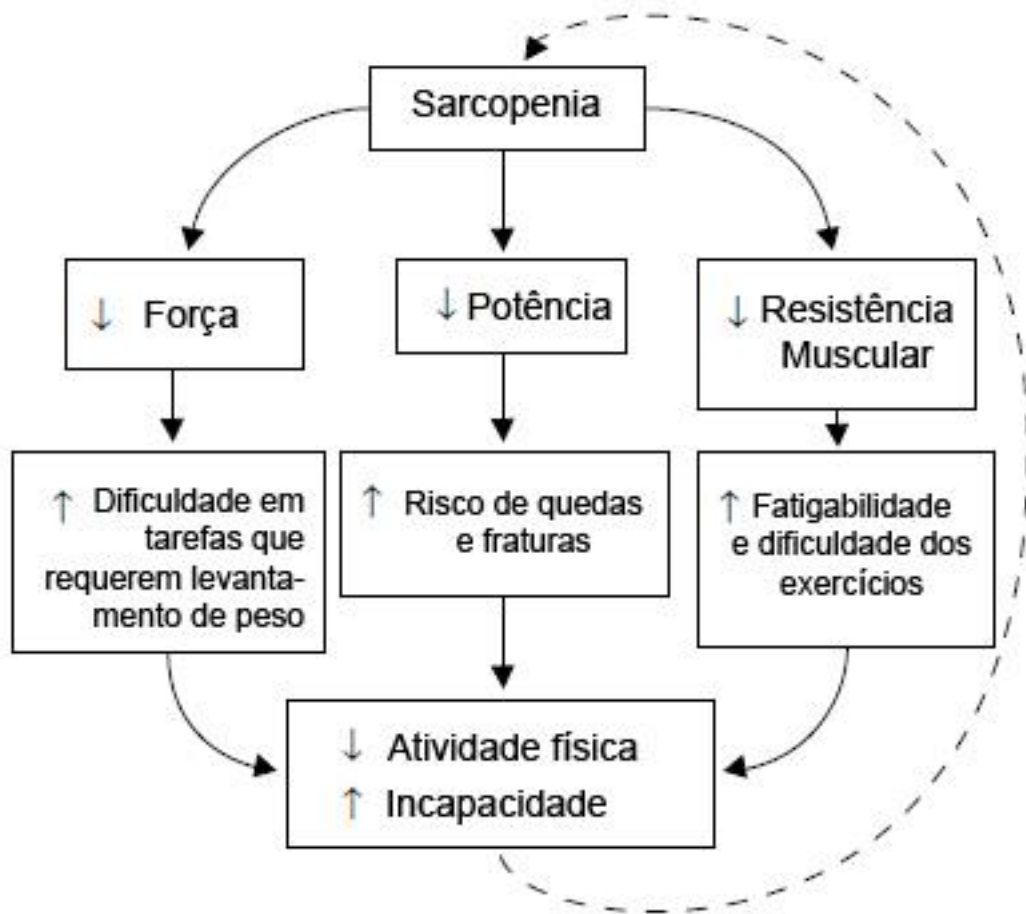 Sarcopenia
↓ Força
↓ Potência
↓ Resistência
Muscular
↑ Dificuldade em
tarefas que
requerem levanta-
mento de peso
↑ Risco de quedas
e fraturas
↑ Fatigabilidade
e dificuldade dos
exercícios
↓ Atividade física
↑ Incapacidade